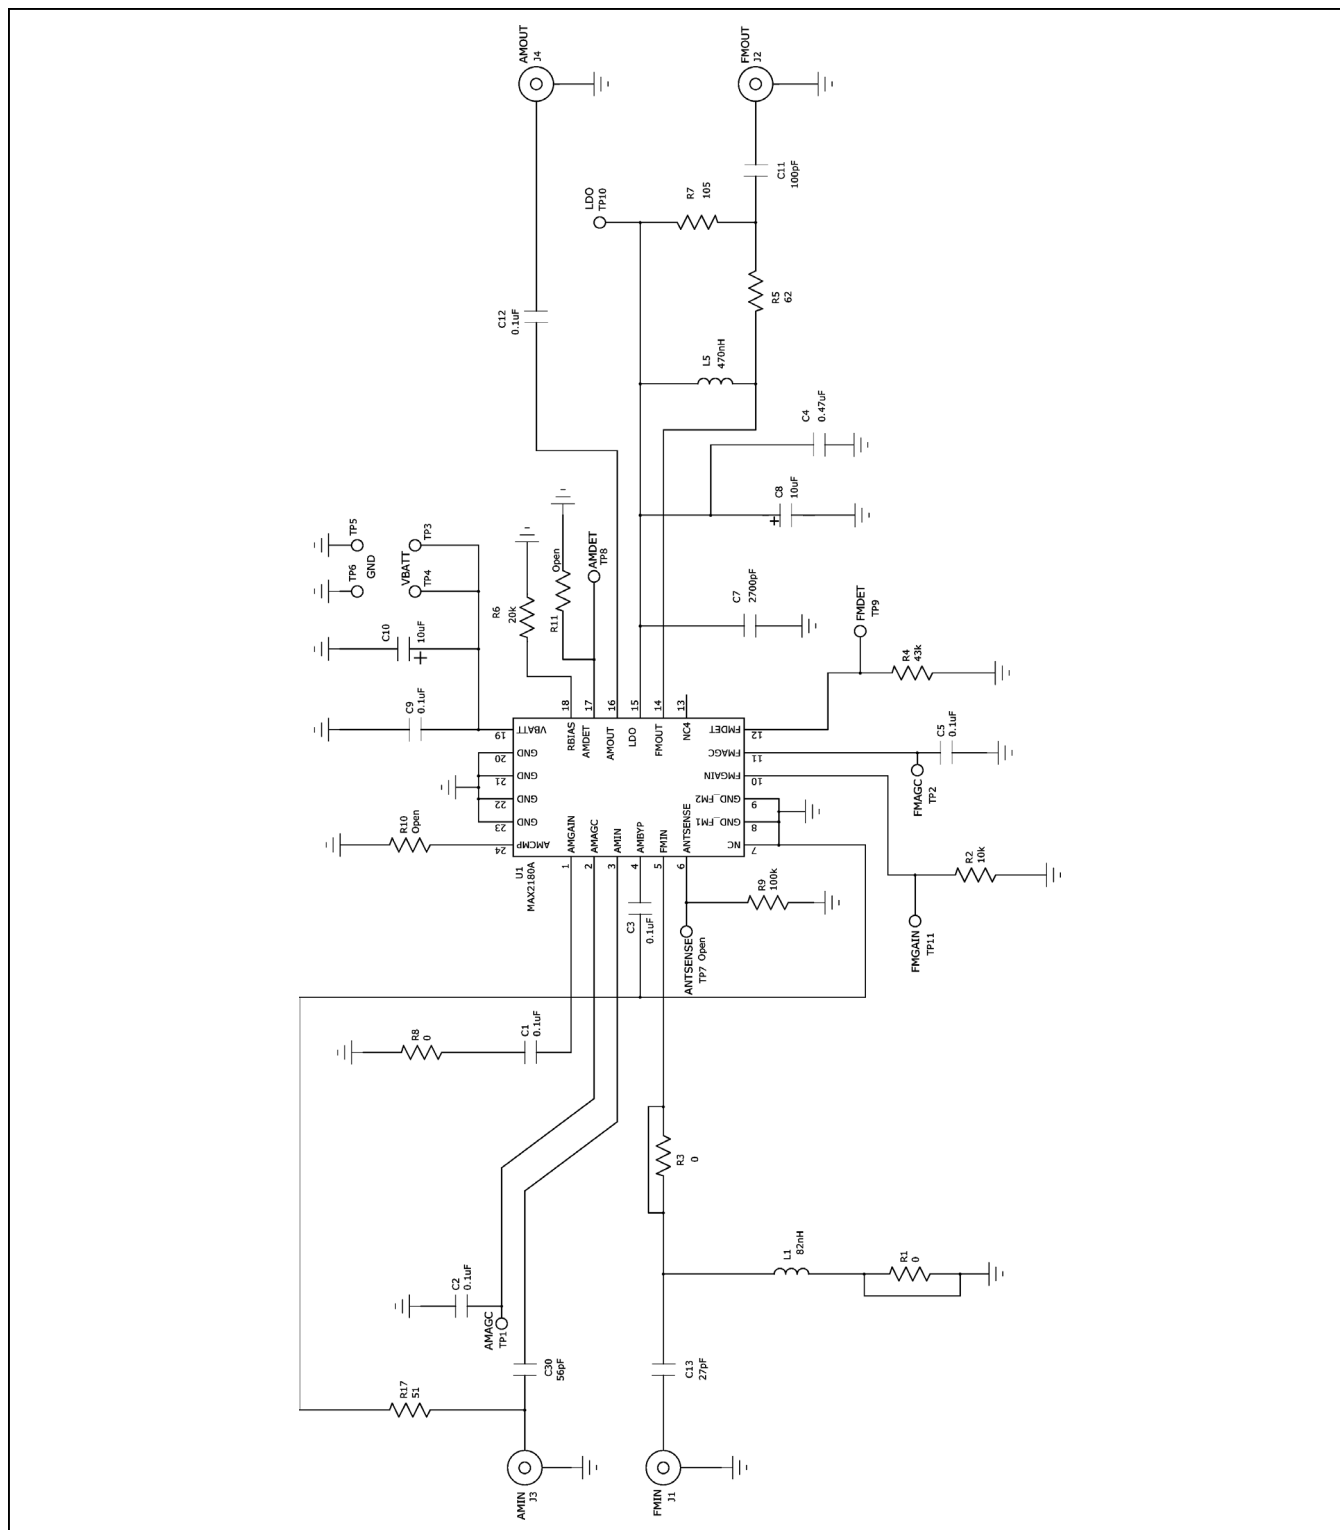 AMOUT
J4
FMOUT
J2
C11
100pF
LDO
TP10
R7
105
R5
62
C12
0.1uF
L5
470nH
C4
0.47uF
C8
10uF
+
TP5
TP6
GND
TP3
VBATT
TP4
C10
10uF
+
C9
0.1uF
R6
20k
Open
R11
AMDET
TP8
C7
2700pF
FMDET
TP9
R4
43k
C5
0.1uF
FMAGC
TP2
R2
10k
FMGAIN
TP11
18
17
16
15
14
13
RBIAS
AMDET
AMOUT
LDO
FMOUT
NC4
19
VBATT
20
GND
21
GND
22
GND
23
GND
24
AMCMP
12
FMDET
11
FMAGC
10
FMGAIN
9
GND_FM2
8
GND_FM1
7
NC
AMGAIN
AMAGC
AMIN
AMBYP
FMIN
ANTSENSE
1
2
3
4
5
6
U1
MAX2180A
R10
Open
C3
0.1uF
R9
100k
ANTSENSE
TP7 Open
R8
0
C1
0.1uF
R3
0
L1
82nH
R1
0
C2
0.1uF
AMAGC
TP1
C30
56pF
C13
27pF
R17
51
AMIN
J3
FMIN
J1